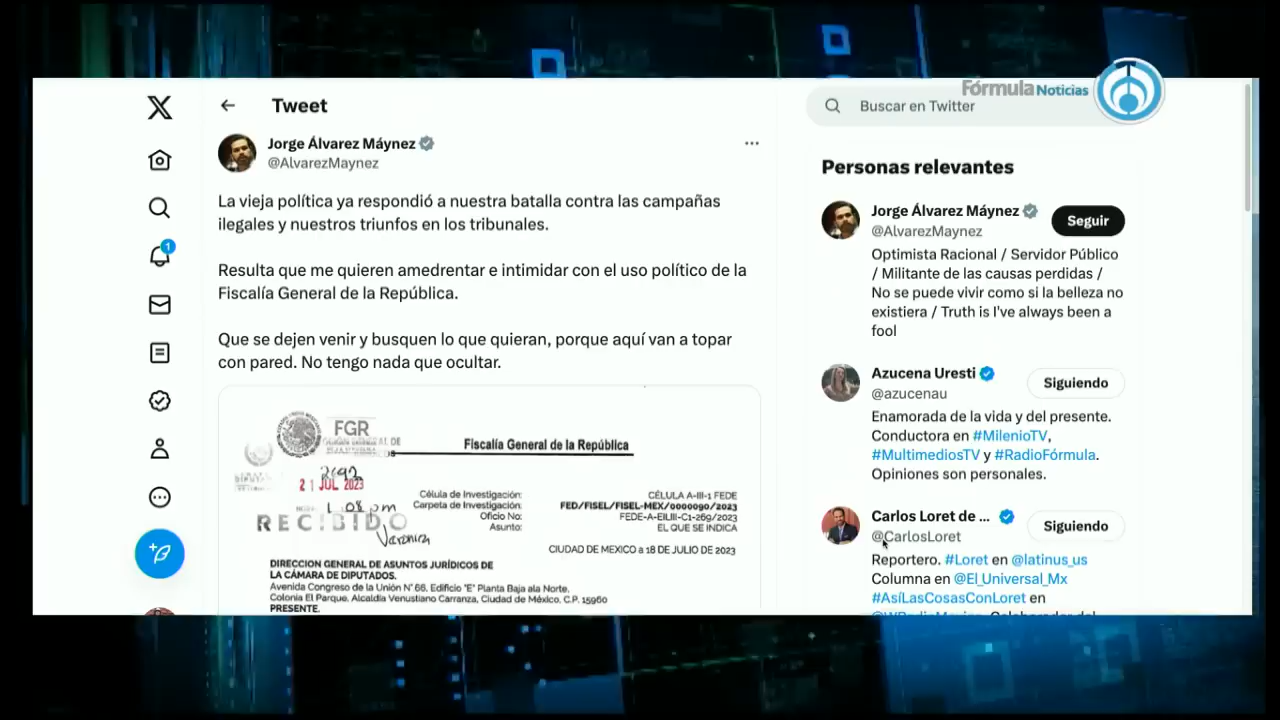 Fórmula Noticias
Tweet
Buscar en Twitter
Jorge Álvarez Máynez
@AlvarezMaynez
La vieja política ya respondió a nuestra batalla contra las campañas
ilegales y nuestros triunfos en los tribunales.
Resulta que me quieren amedrentar e intimidar con el uso político de la
Fiscalía General de la República.
Que se dejen venir y busquen lo que quieran, porque aquí van a topar
con pared. No tengo nada que ocultar.
FGR
Fiscalía General de la República
21 JUL 2023
RECIBIDO
Verónica
Célula de Investigación: CÉLULA A-III-1 FEDE
Carpeta de Investigación: FED/FISEL/FISEL-MEX/0000090/2023
Oficio No: FEDE-A-EILIII-C1-269/2023
Asunto: EL QUE SE INDICA
CIUDAD DE MEXICO a 18 DE JULIO DE 2023
DIRECCION GENERAL DE ASUNTOS JURÍDICOS DE
LA CÁMARA DE DIPUTADOS.
Avenida Congreso de la Unión N° 66, Edificio "E" Planta Baja ala Norte,
Colonia El Parque, Alcaldía Venustiano Carranza, Ciudad de México, C.P. 15960
PRESENTE.
1
Personas relevantes
Jorge Álvarez Máynez
@AlvarezMaynez
Seguir
Optimista Racional / Servidor Público
/ Militante de las causas perdidas /
No se puede vivir como si la belleza no
existiera / Truth is I've always been a
fool
Azucena Uresti
@azucenau
Siguiendo
Enamorada de la vida y del presente.
Conductora en #MilenioTV,
#MultimediosTV y #RadioFórmula.
Opiniones son personales.
Carlos Loret de ...
@CarlosLoret
Siguiendo
Reportero. #Loret en @latinus_us
Columna en @El_Universal_Mx
#AsíLasCosasConLoret en